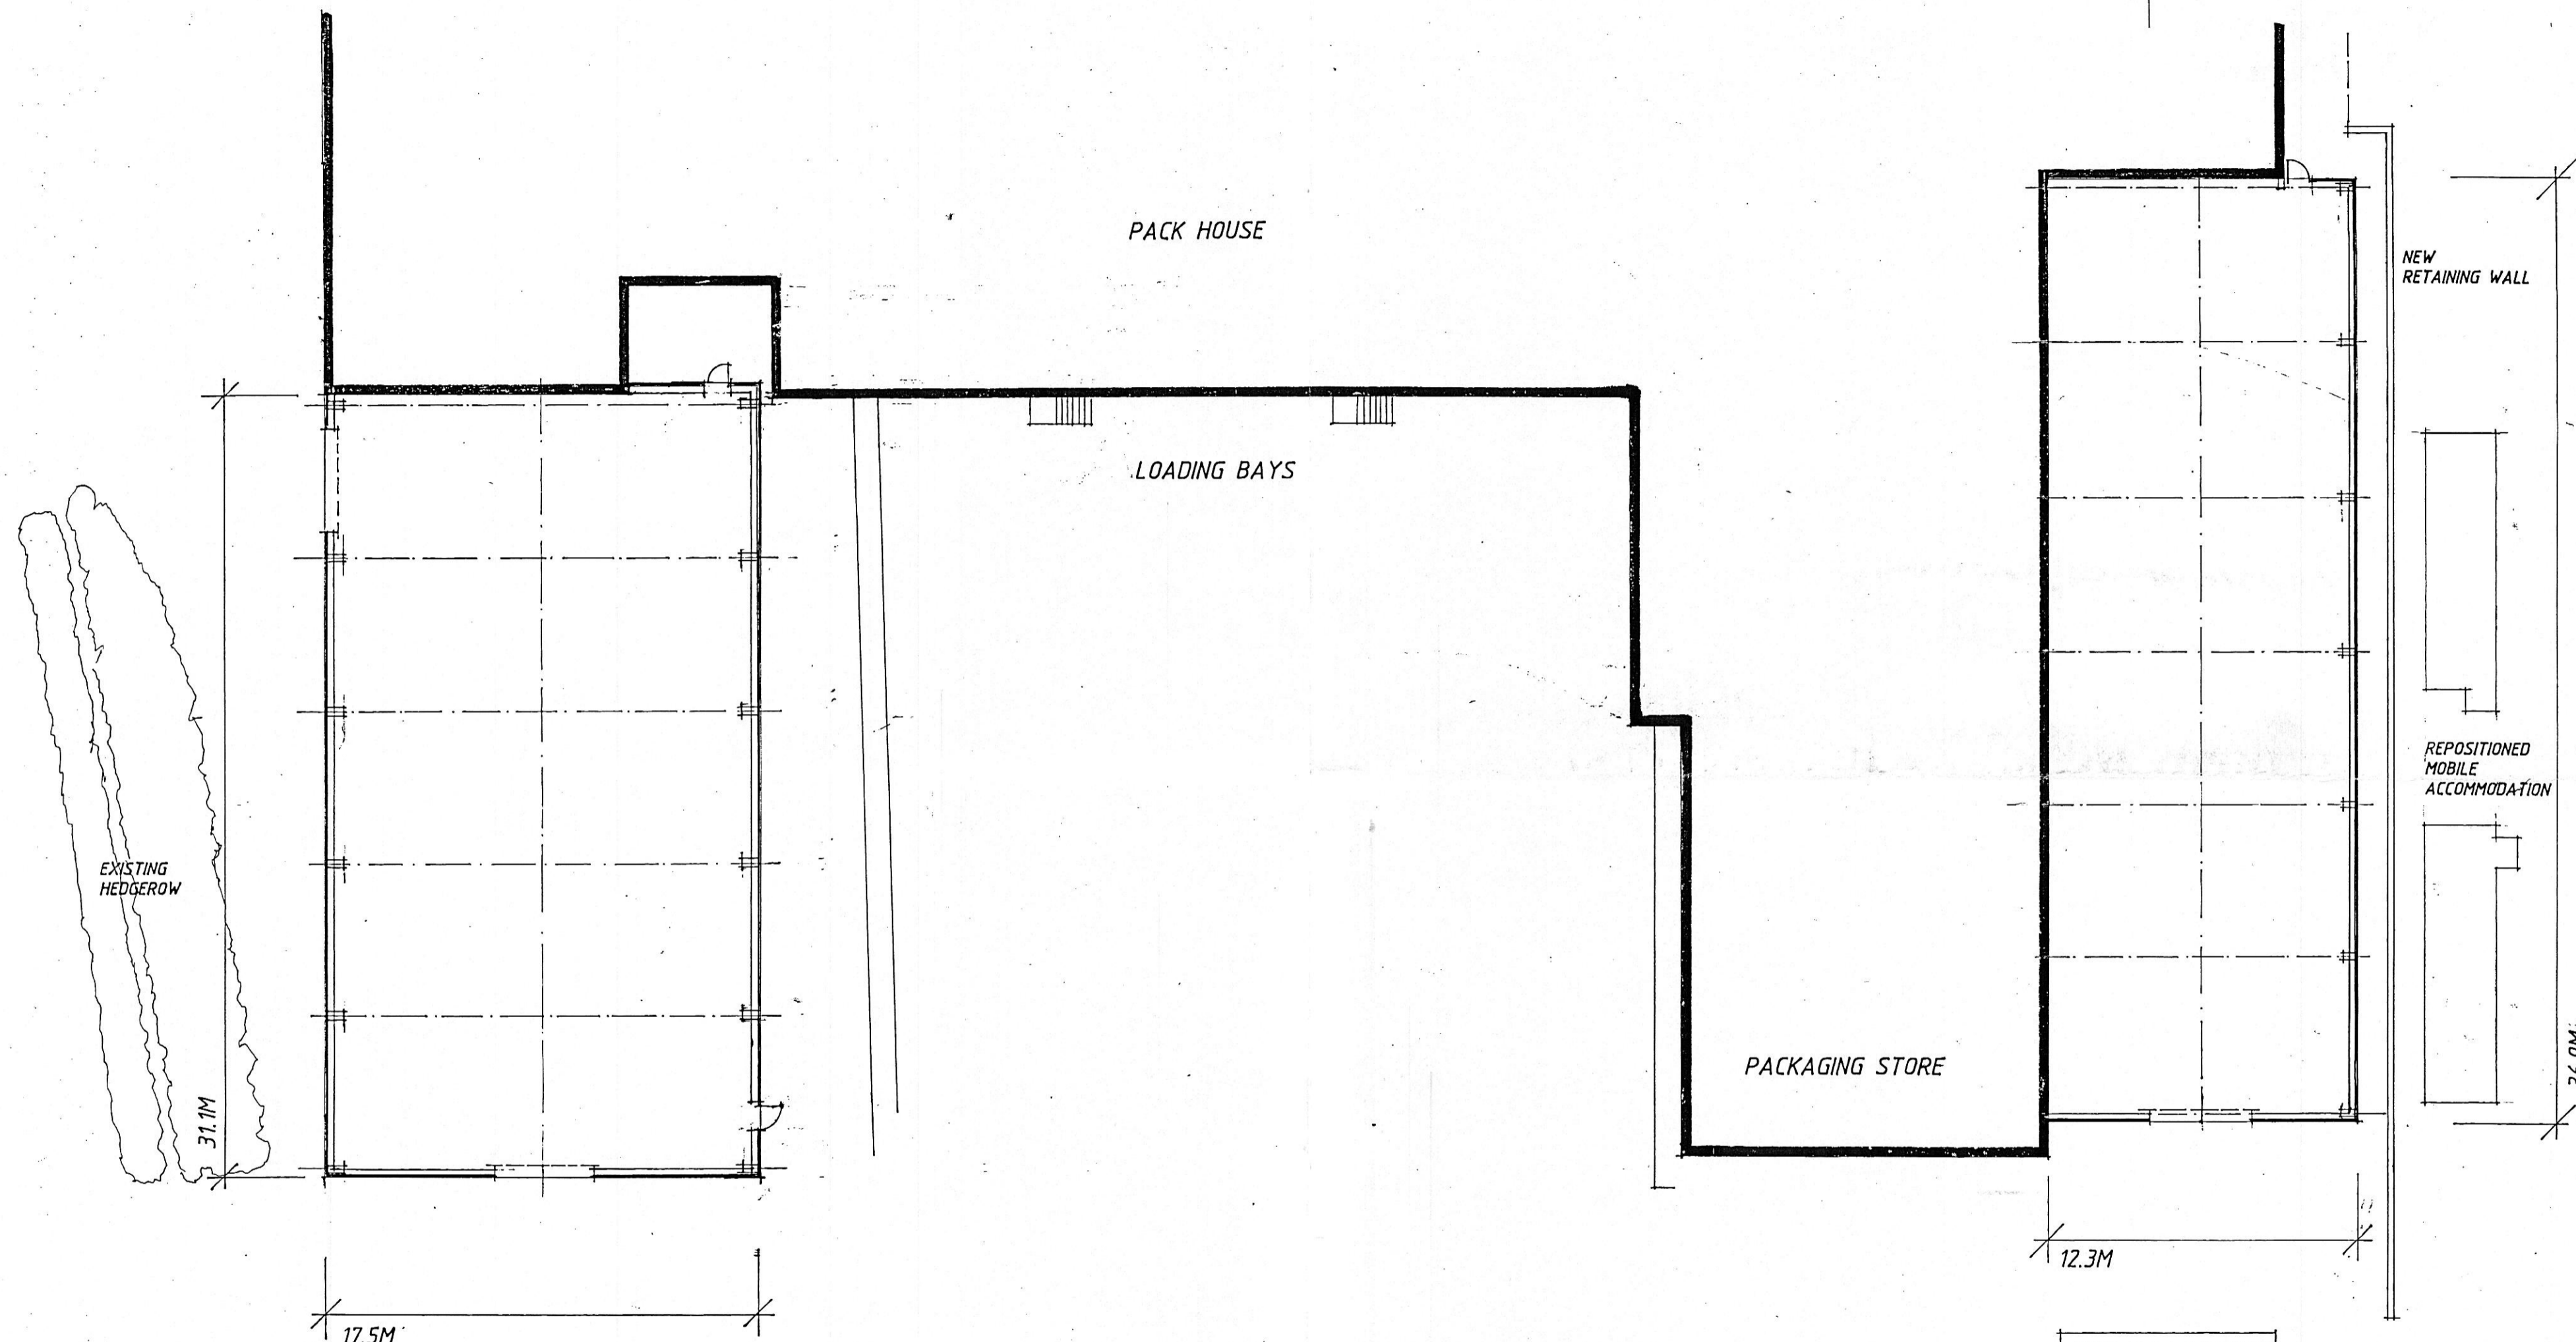 PACK HOUSE
NEW
RETAINING WALL
LOADING BAYS
REPOSITIONED
MOBILE
ACCOMMODATION
EXISTING
HEDGEROW
31.1M
PACKAGING STORE
12.3M
17.5M